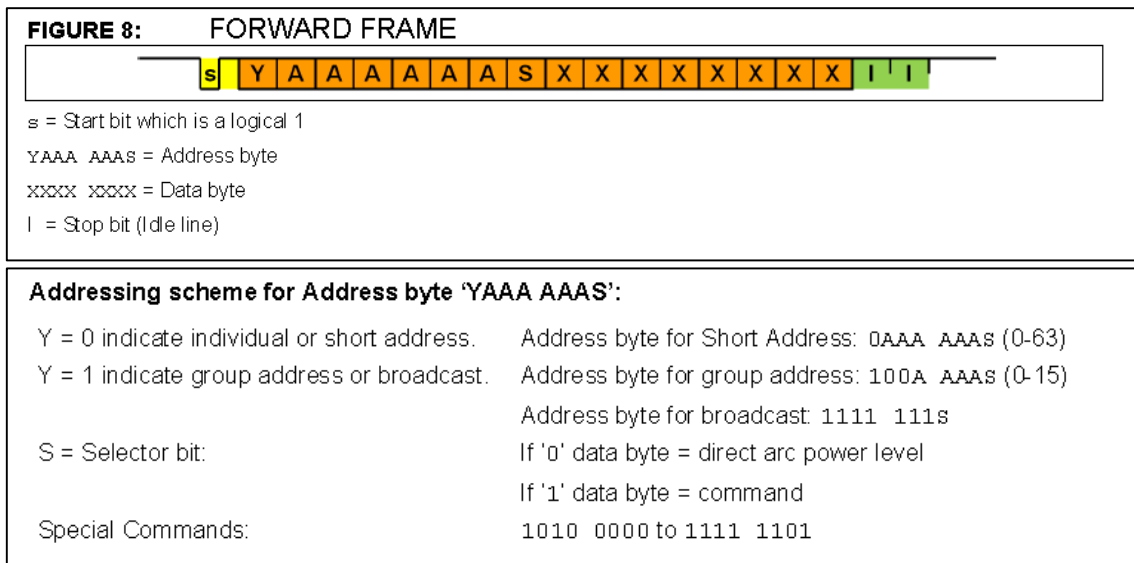 FIGURE 8: FORWARD FRAME
s Y A A A A A A S X X X X X X X X I I
s = Start bit which is a logical 1
YAAA AAAS = Address byte
XXXX XXXX = Data byte
I = Stop bit (Idle line)
Addressing scheme for Address byte ‘YAAA AAAS’:
Y = 0 indicate individual or short address. Address byte for Short Address: 0AAA AAAS (0-63)
Y = 1 indicate group address or broadcast. Address byte for group address: 100A AAAS (0-15)
Address byte for broadcast: 1111 111S
S = Selector bit: If ‘0’ data byte = direct arc power level
If ‘1’ data byte = command
Special Commands: 1010 0000 to 1111 1101